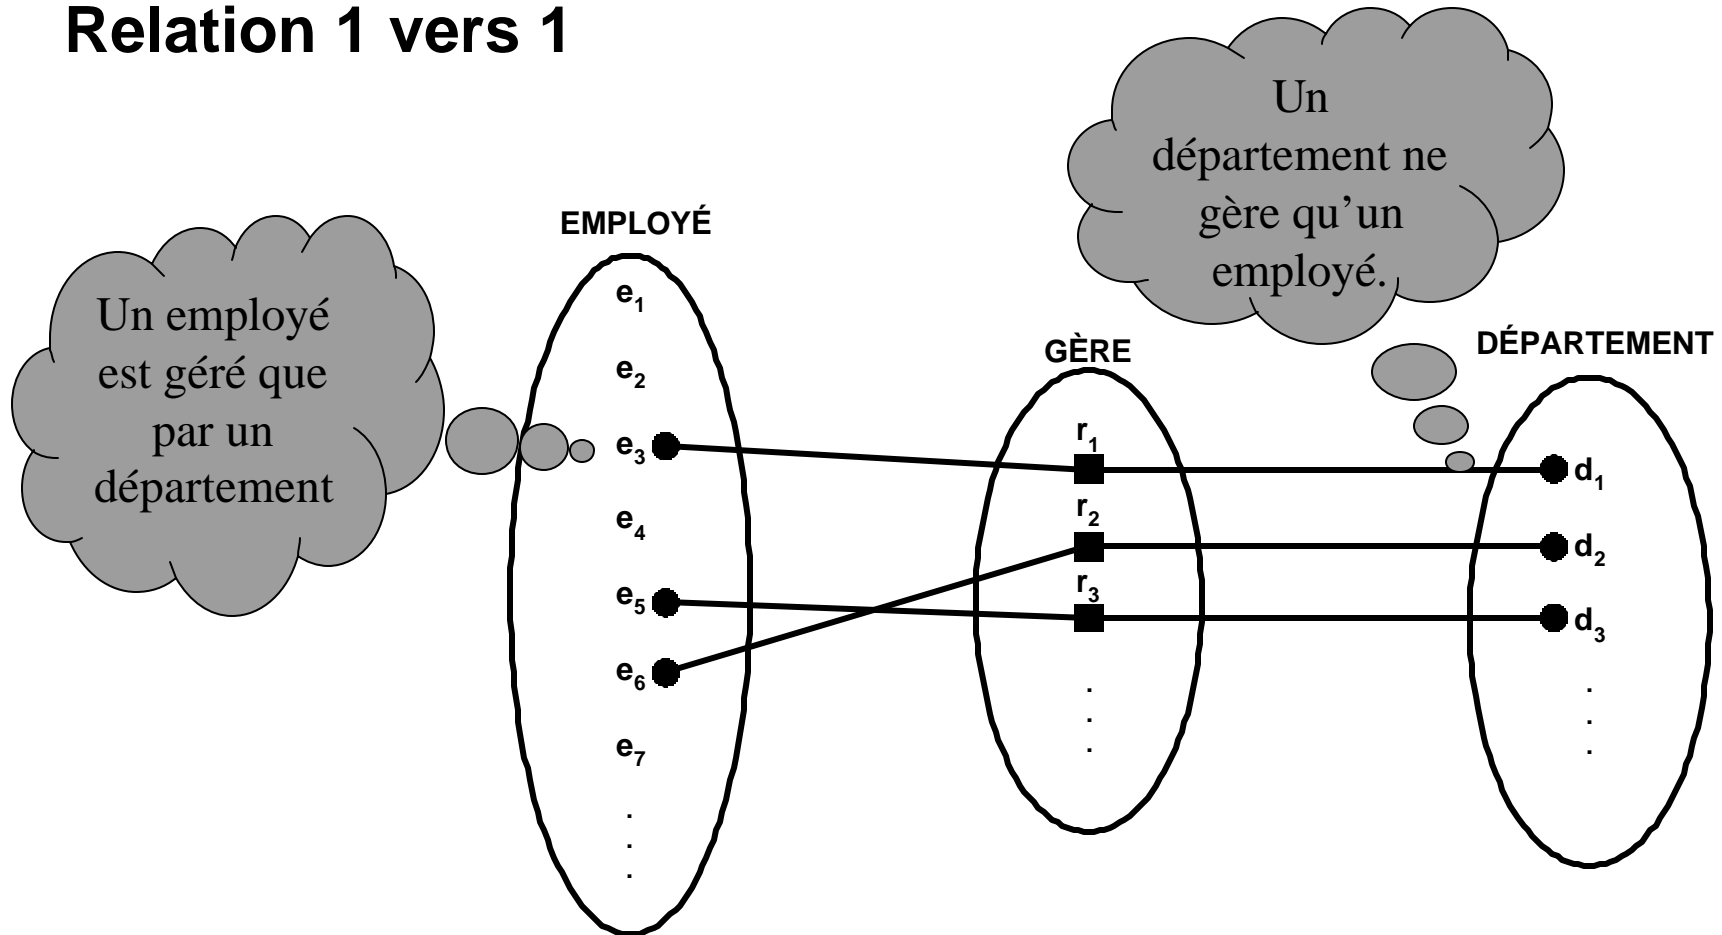 Relation 1 vers 1
Un
département ne
gère qu’un
employé.
Un employé
est géré que
par un
département
EMPLOYÉ
e1
e2
e3
e4
e5
e6
e7
.
.
.
GÈRE
r1
r2
r3
.
.
.
DÉPARTEMENT
d1
d2
d3
.
.
.